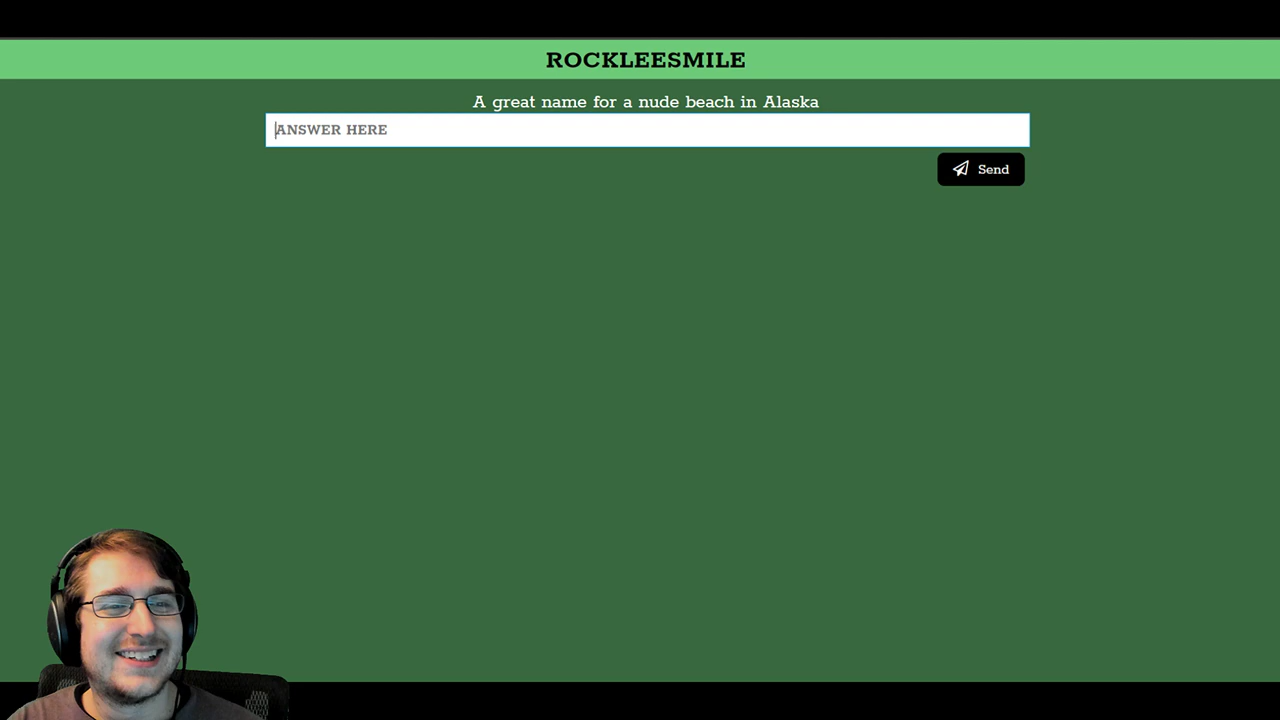 ROCKLEESMILE
A great name for a nude beach in Alaska
ANSWER HERE
Send